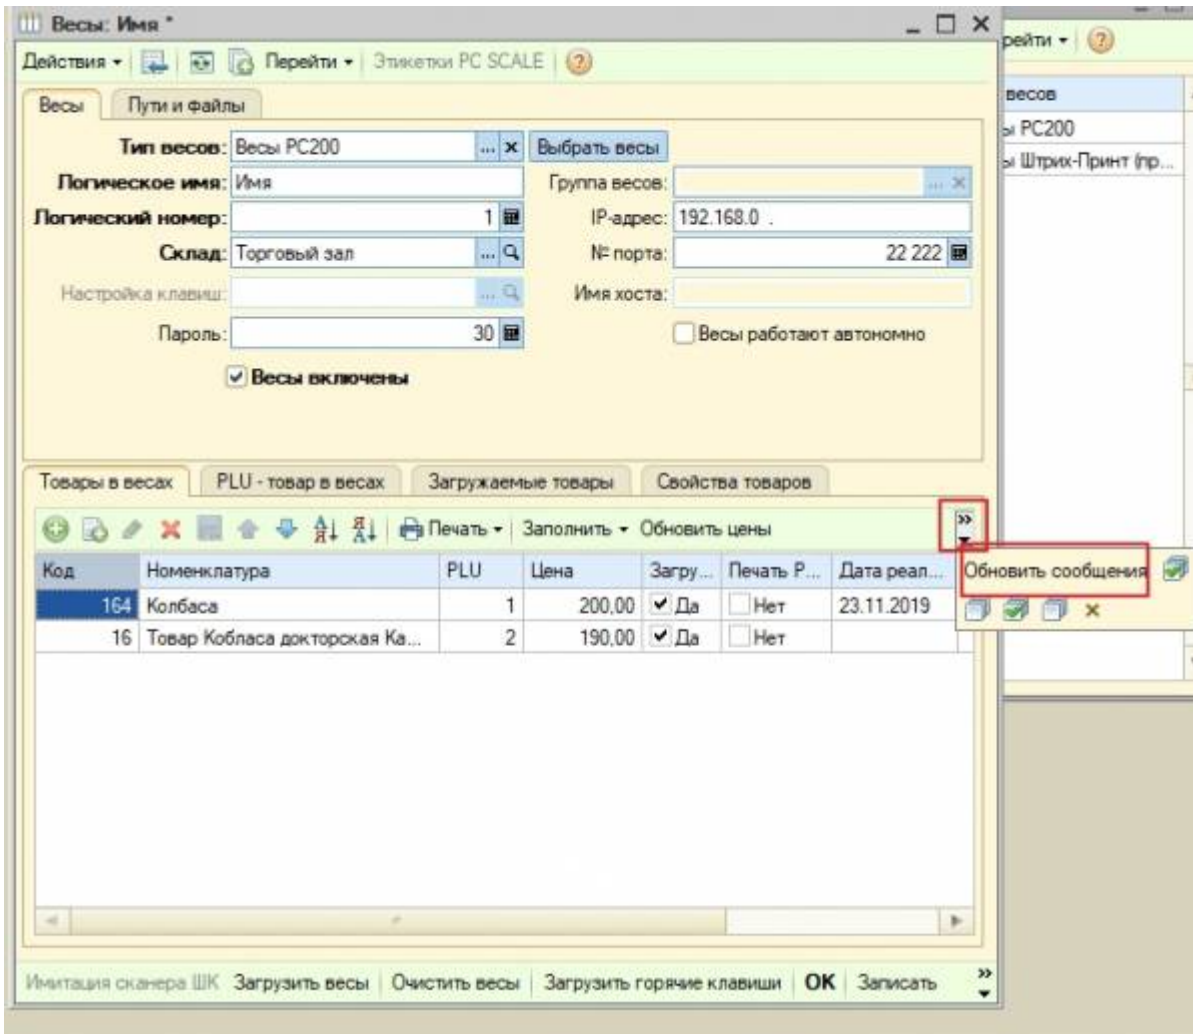 Весы: Имя *
Действия Перейти Этикетки PC SCALE
рейти
Весы Пути и файлы
весов
Тип весов: Весы PC200 ... x Выбрать весы
ы PC200
Логическое имя: Имя Группа весов: ... x
ы Штрих-Принт (пр...
Логический номер: 1 IP-адрес: 192.168.0 .
Склад: Торговый зал ... № порта: 22 222
Настройка клавиш: ... Имя хоста:
Пароль: 30 Весы работают автономно
Весы включены
Товары в весах PLU - товар в весах Загружаемые товары Свойства товаров
Печать Заполнить Обновить цены
Код Номенклатура PLU Цена Загру... Печать Р... Дата реал...
Обновить сообщения
164 Колбаса 1 200,00 Да Нет 23.11.2019
16 Товар Кобласа докторская Ка... 2 190,00 Да Нет
Имитация сканера ШК Загрузить весы Очистить весы Загрузить горячие клавиши OK Записать